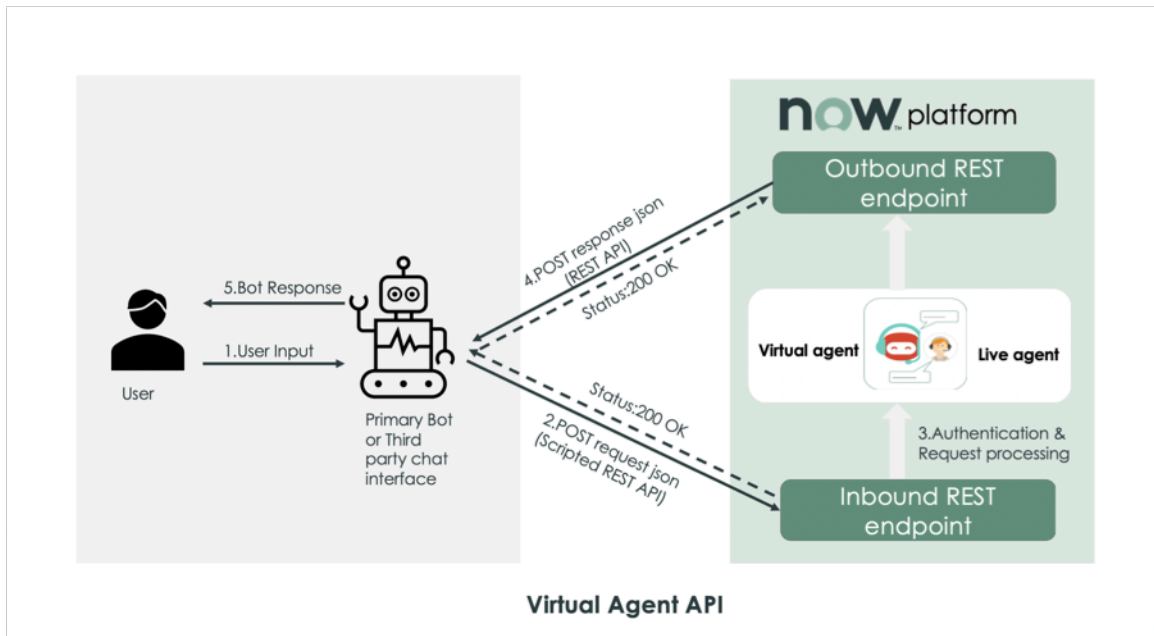 now™ platform
Outbound REST
endpoint
4.POST response json
(REST API)
Status:200 OK
5.Bot Response
1.User Input
User
Primary Bot
or Third
party chat
interface
Virtual agent
Live agent
Status:200 OK
2.POST request json
(Scripted REST API)
3.Authentication &
Request processing
Inbound REST
endpoint
Virtual Agent API